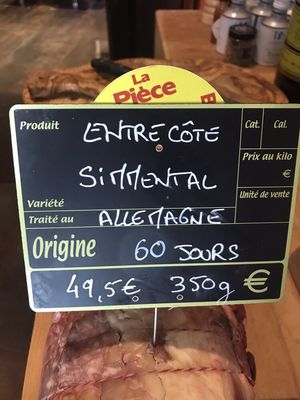 La
Pièce
Produit ENTRE CÔTE Cat. Cal.
SIMMENTAL Prix au kilo
€
Variété Unité de vente
Traité au ALLEMAGNE
Origine 60 JOURS
49,5€ 350g €